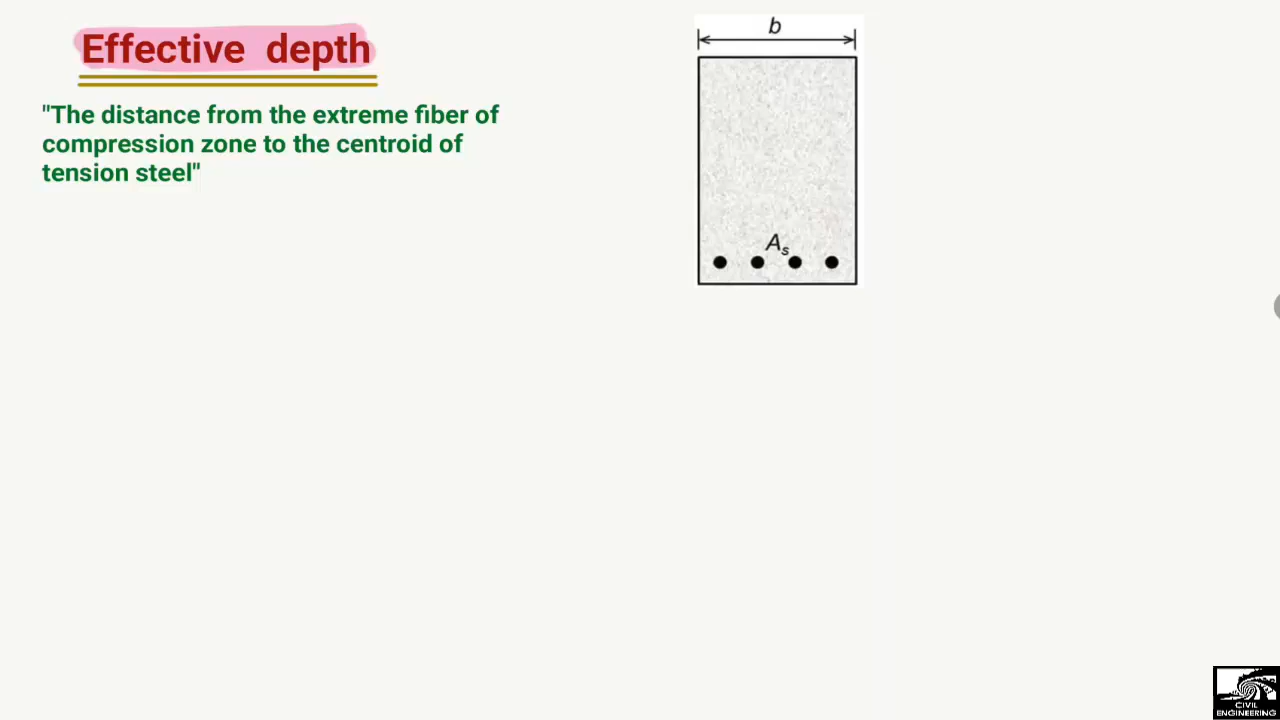 Effective depth
"The distance from the extreme fiber of
compression zone to the centroid of
tension steel"
b
As
CIVIL
ENGINEERING